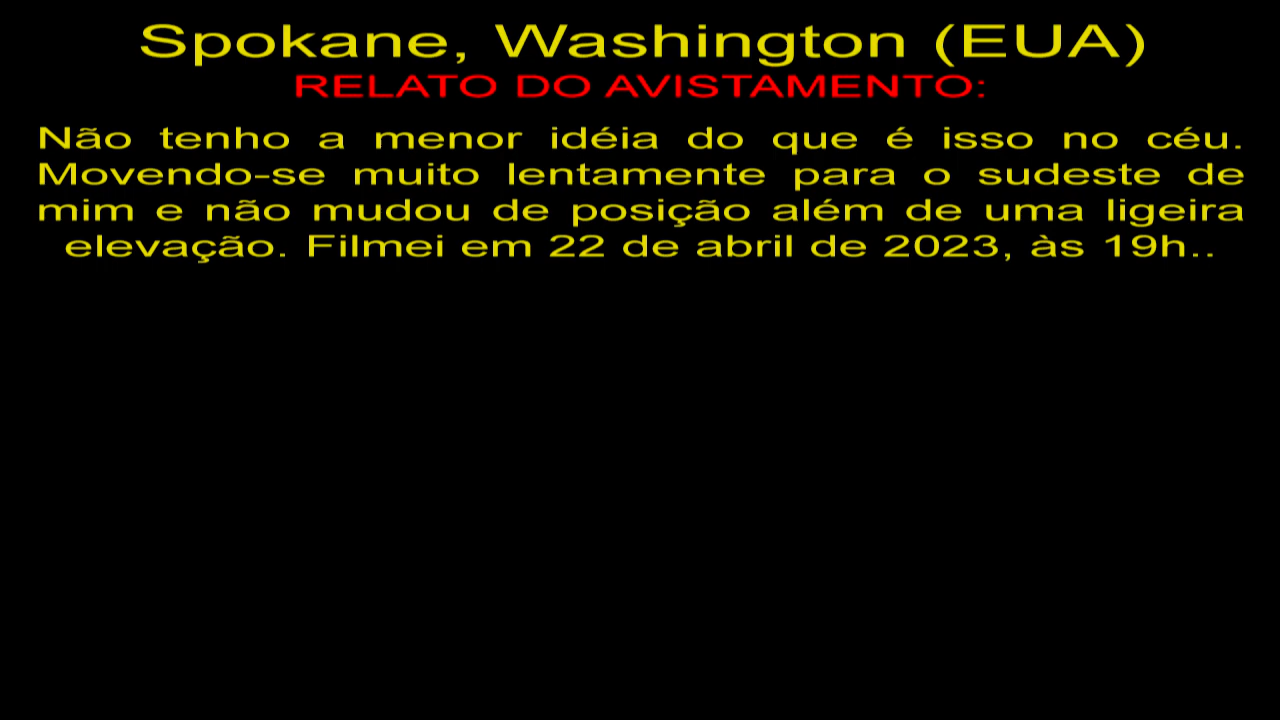 Spokane, Washington (EUA)
RELATO DO AVISTAMENTO:
Não tenho a menor idéia do que é isso no céu.
Movendo-se muito lentamente para o sudeste de
mim e não mudou de posição além de uma ligeira
elevação. Filmei em 22 de abril de 2023, às 19h..